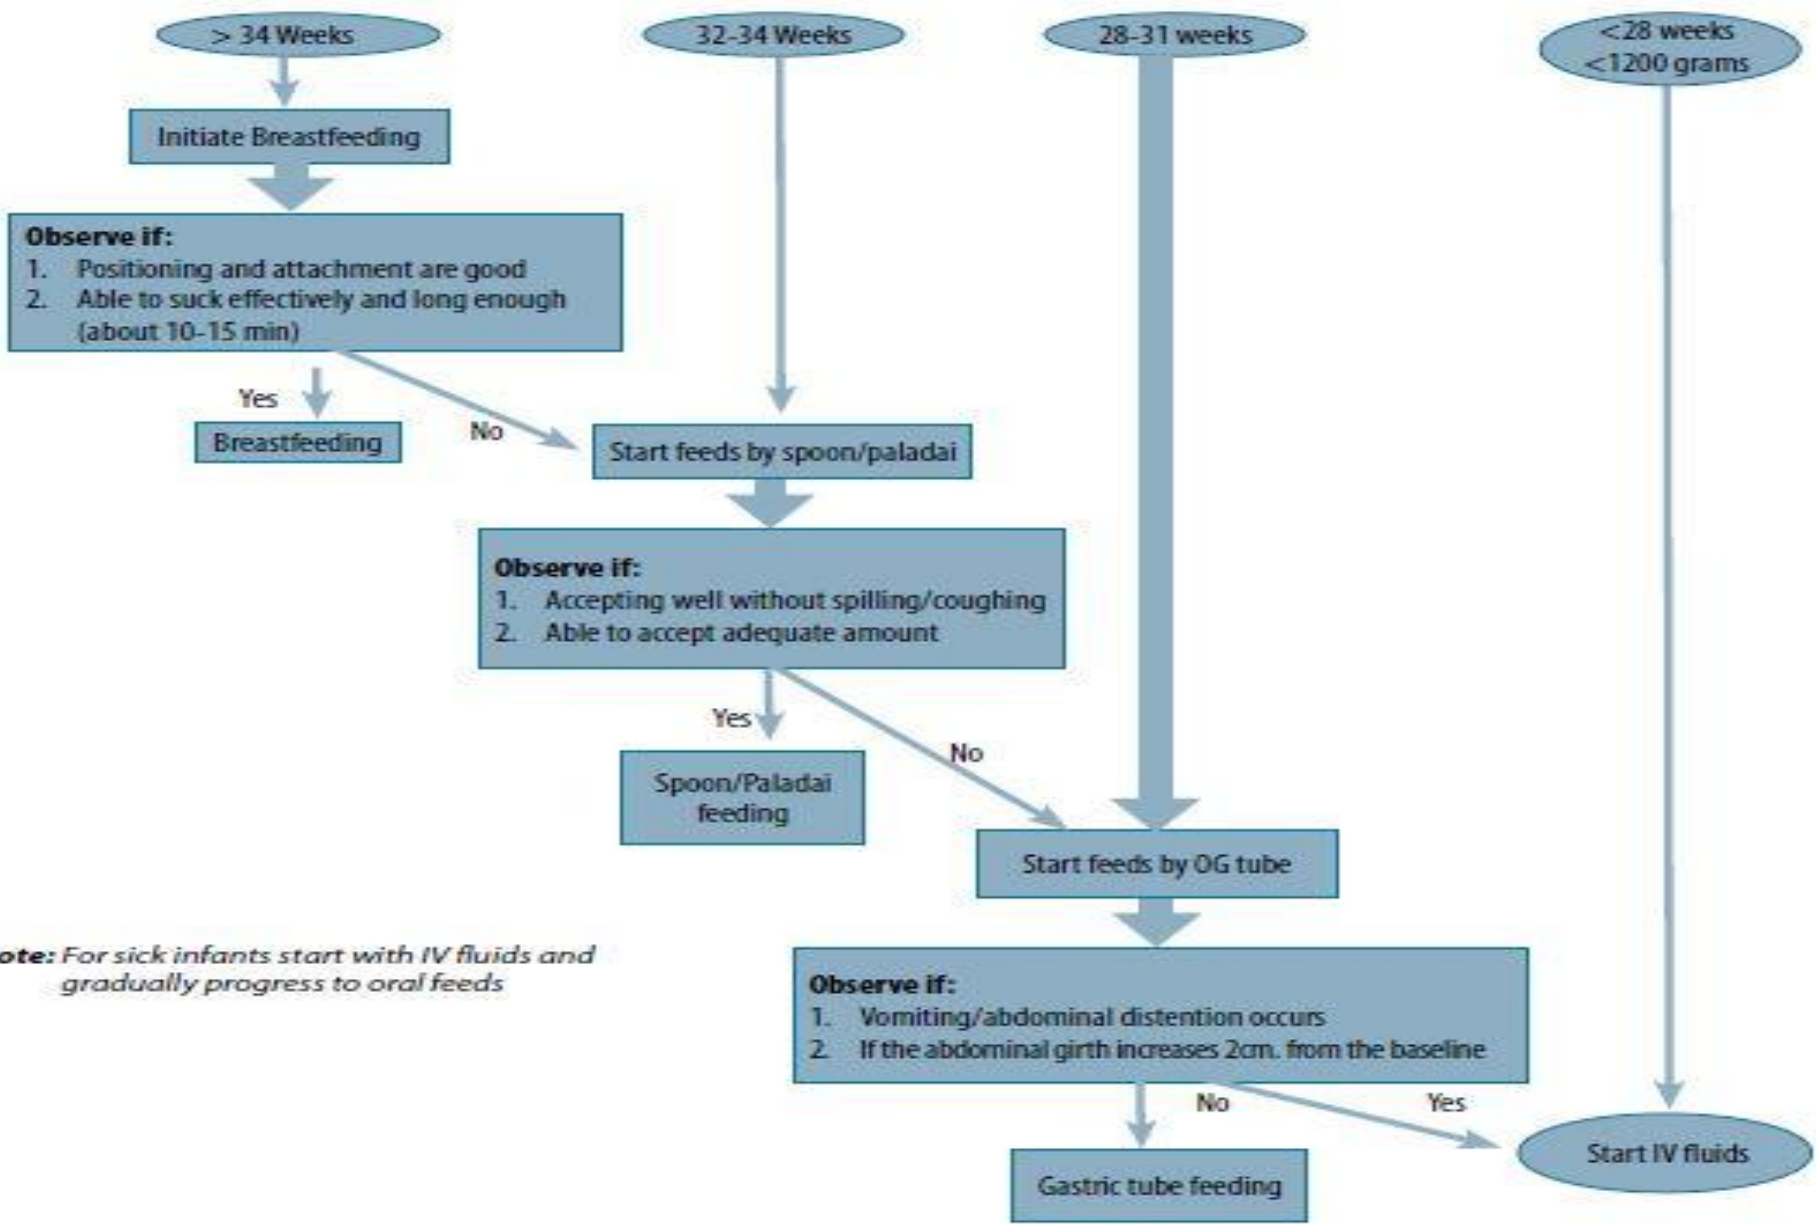 > 34 Weeks
32-34 Weeks
28-31 weeks
<28 weeks
<1200 grams
Initiate Breastfeeding
Observe if:
1. Positioning and attachment are good
2. Able to suck effectively and long enough
(about 10-15 min)
Yes
No
Breastfeeding
Start feeds by spoon/paladai
Observe if:
1. Accepting well without spilling/coughing
2. Able to accept adequate amount
Yes
No
Spoon/Paladai
feeding
Start feeds by OG tube
ote: For sick infants start with IV fluids and
gradually progress to oral feeds
Observe if:
1. Vomiting/abdominal distention occurs
2. If the abdominal girth increases 2cm. from the baseline
No
Yes
Gastric tube feeding
Start IV fluids